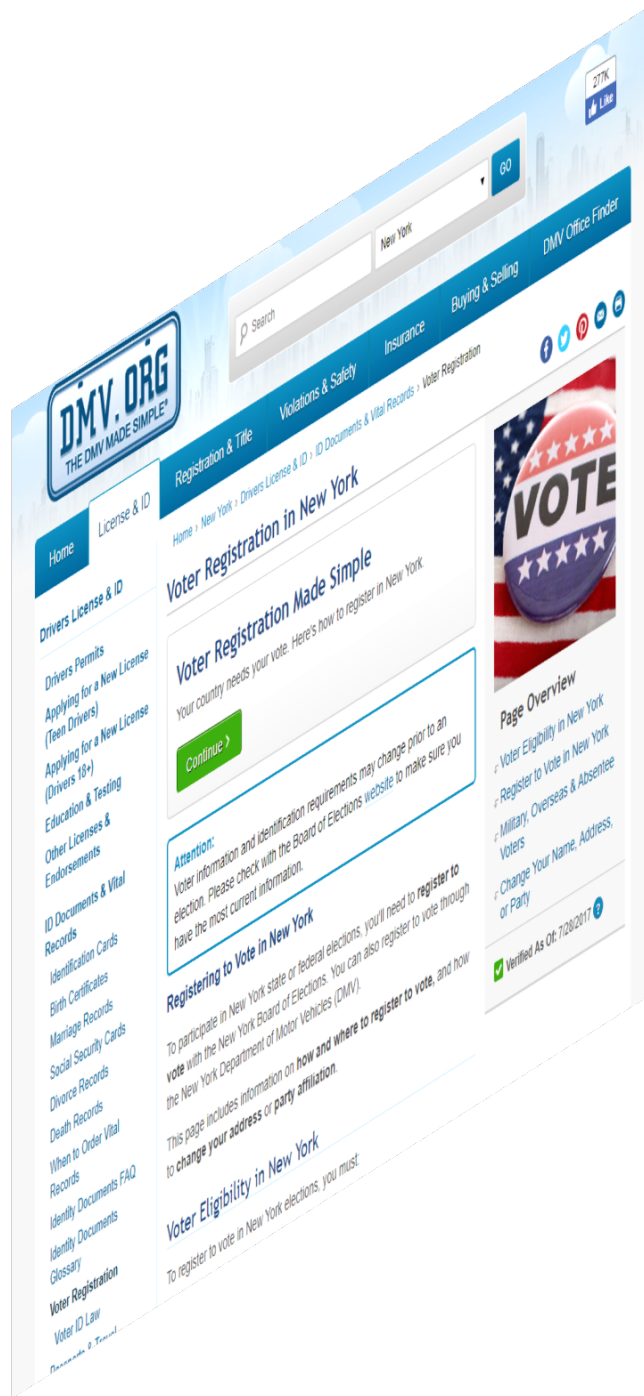 277K
Like
Search
New York
GO
DMV.ORG
THE DMV MADE SIMPLE®
Home
License & ID
Registration & Title
Violations & Safety
Insurance
Buying & Selling
DMV Office Finder
Drivers License & ID
Drivers Permits
Applying for a New License
(Teen Drivers)
Applying for a New License
(Drivers 18+)
Education & Testing
Other Licenses &
Endorsements
ID Documents & Vital
Records
Identification Cards
Birth Certificates
Marriage Records
Social Security Cards
Divorce Records
Death Records
When to Order Vital
Records
Identity Documents FAQ
Identity Documents
Glossary
Voter Registration
Voter ID Law
Home › New York › Drivers License & ID › ID Documents & Vital Records › Voter Registration
Voter Registration in New York
Voter Registration Made Simple
Your country needs your vote. Here's how to register in New York.
Continue ›
Attention:
Voter information and identification requirements may change prior to an
election. Please check with the Board of Elections website to make sure you
have the most current information.
Registering to Vote in New York
To participate in New York state or federal elections, you'll need to register to
vote with the New York Board of Elections. You can also register to vote through
the New York Department of Motor Vehicles (DMV).
This page includes information on how and where to register to vote, and how
to change your address or party affiliation.
Voter Eligibility in New York
To register to vote in New York elections, you must:
VOTE
Page Overview
Voter Eligibility in New York
Register to Vote in New York
Military, Overseas & Absentee
Voters
Change Your Name, Address,
or Party
Verified As Of: 7/28/2017 ?